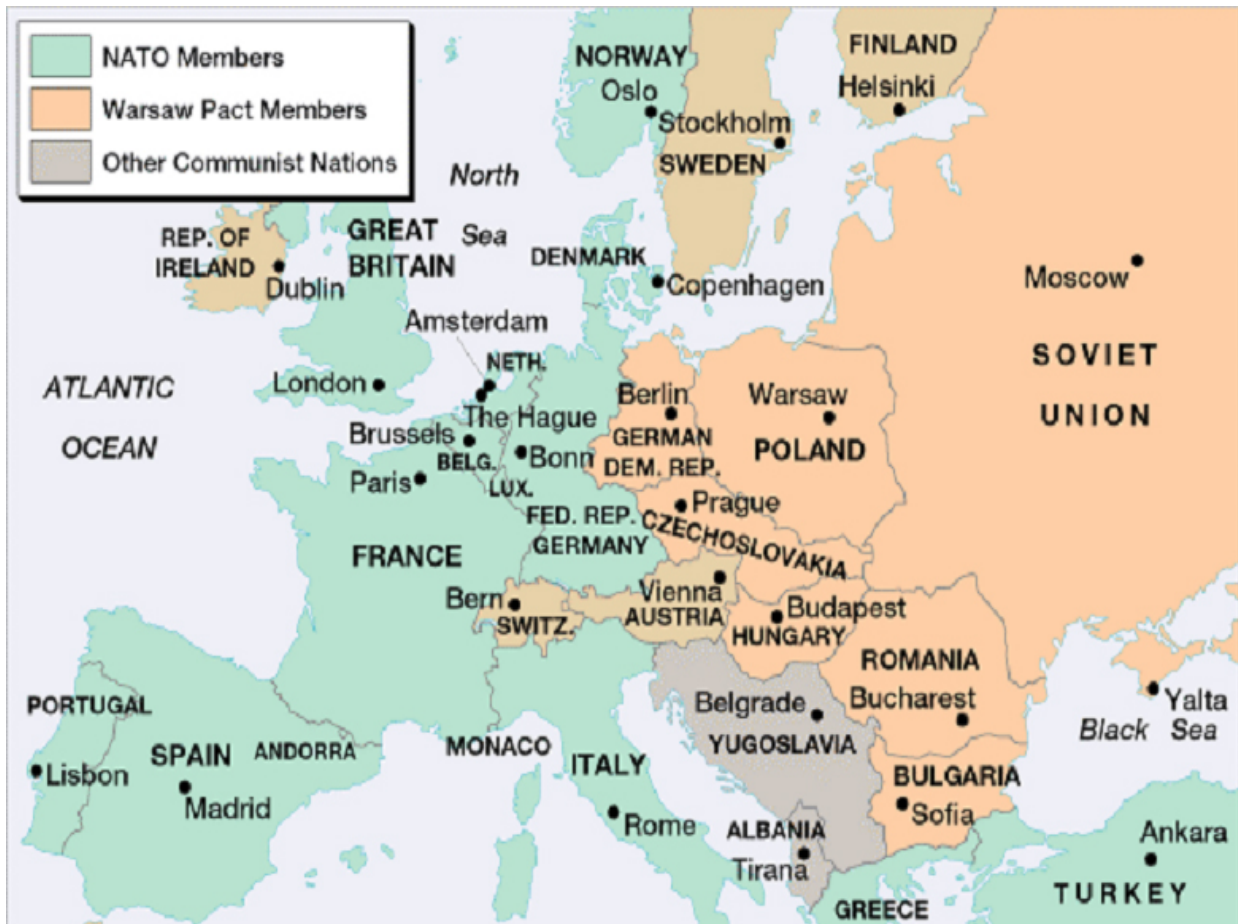 NATO Members
Warsaw Pact Members
Other Communist Nations
NORWAY
Oslo
FINLAND
Helsinki
Stockholm
SWEDEN
North
Sea
REP. OF
IRELAND
Dublin
GREAT
BRITAIN
DENMARK
Copenhagen
Moscow
SOVIET
UNION
Amsterdam
NETH.
ATLANTIC
OCEAN
London
The Hague
Berlin
GERMAN
DEM. REP.
Warsaw
POLAND
Brussels
BELG.
Bonn
Paris
LUX.
Prague
CZECHOSLOVAKIA
FED. REP.
GERMANY
FRANCE
Bern
SWITZ.
Vienna
AUSTRIA
Budapest
HUNGARY
ROMANIA
Bucharest
Yalta
Black Sea
PORTUGAL
Lisbon
SPAIN
Madrid
ANDORRA
MONACO
ITALY
Rome
Belgrade
YUGOSLAVIA
BULGARIA
Sofia
ALBANIA
Tirana
GREECE
Ankara
TURKEY